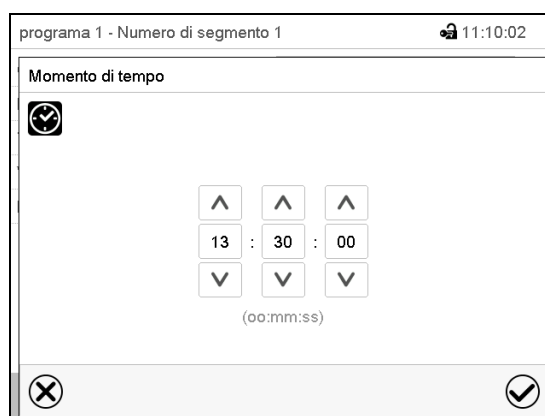 programa 1 - Numero di segmento 1 11:10:02
Momento di tempo
13 : 30 : 00
(oo:mm:ss)